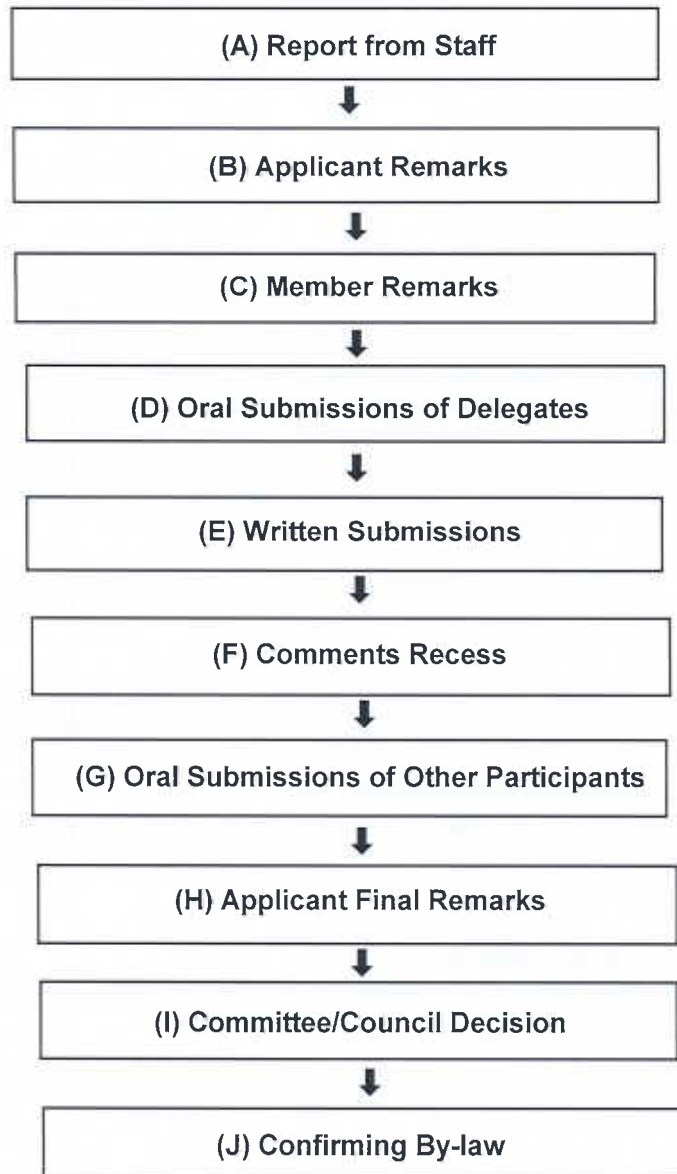 (A) Report from Staff
(B) Applicant Remarks
(C) Member Remarks
(D) Oral Submissions of Delegates
(E) Written Submissions
(F) Comments Recess
(G) Oral Submissions of Other Participants
(H) Applicant Final Remarks
(I) Committee/Council Decision
(J) Confirming By-law